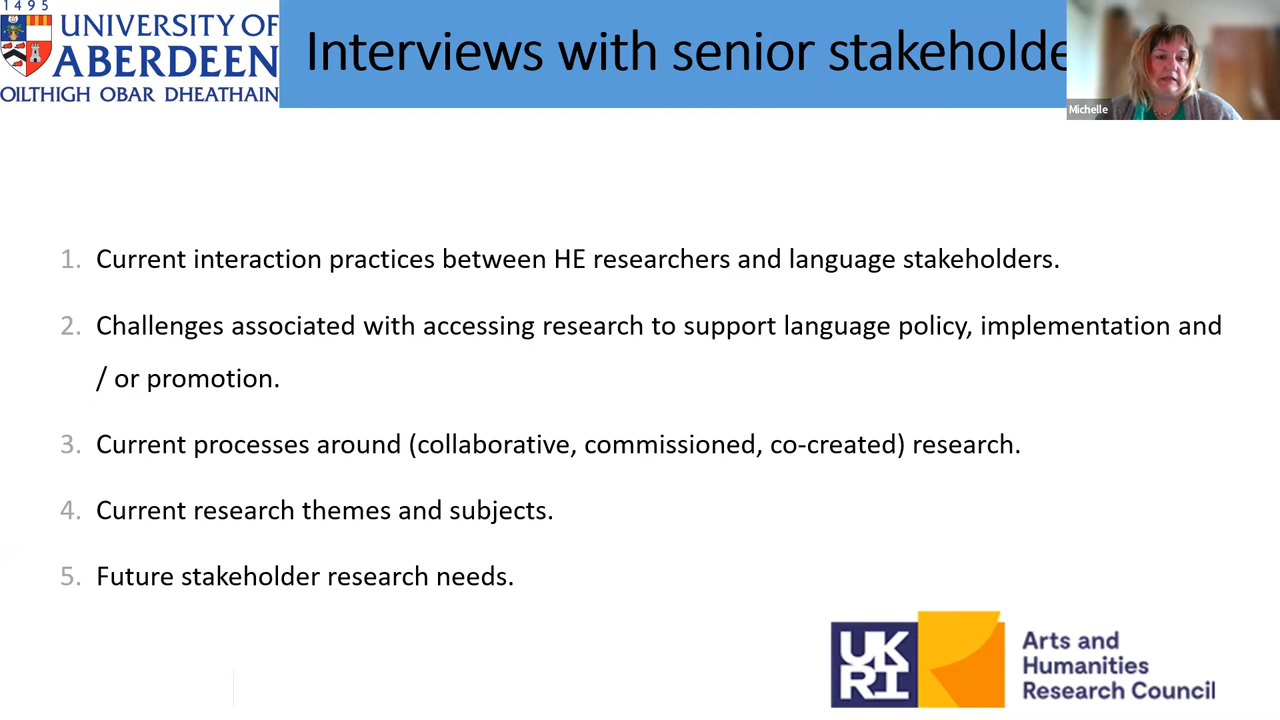 1495
UNIVERSITY OF
ABERDEEN
OILTHIGH OBAR DHEATHAIN
Interviews with senior stakeholde
Michelle
1. Current interaction practices between HE researchers and language stakeholders.
2. Challenges associated with accessing research to support language policy, implementation and
/ or promotion.
3. Current processes around (collaborative, commissioned, co-created) research.
4. Current research themes and subjects.
5. Future stakeholder research needs.
UK
RI
Arts and
Humanities
Research Council